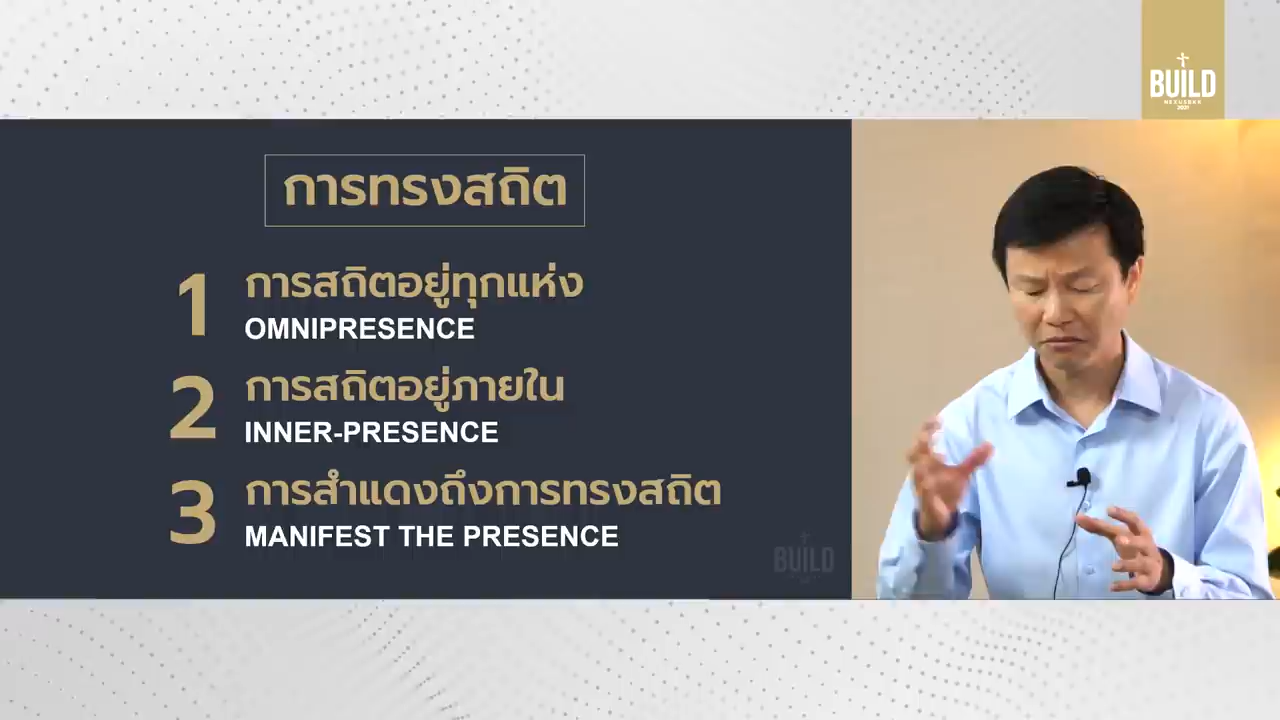 BUILD
NEXUSBKK
2021
การทรงสถิต
1 การสถิตอยู่ทุกแห่ง
OMNIPRESENCE
2 การสถิตอยู่ภายใน
INNER-PRESENCE
3 การสำแดงถึงการทรงสถิต
MANIFEST THE PRESENCE
BUILD